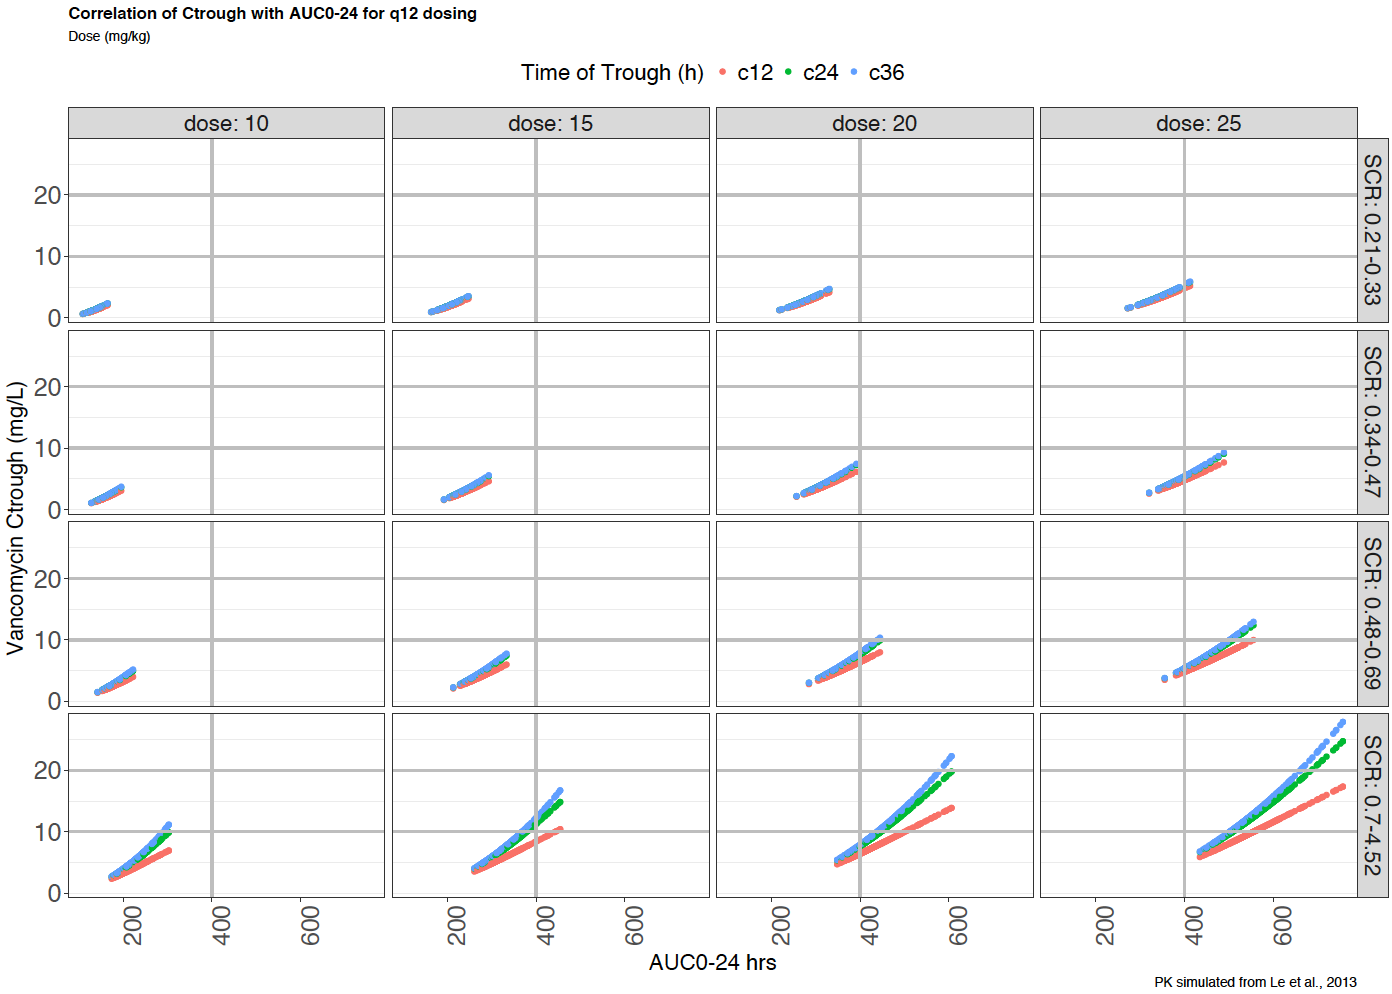 Correlation of Ctrough with AUC0-24 for q12 dosing
Dose (mg/kg)
Time of Trough (h) c12 c24 c36
dose: 10 dose: 15 dose: 20 dose: 25
20
10
0
SCR: 0.21-0.33
20
10
0
SCR: 0.34-0.47
Vancomycin Ctrough (mg/L)
20
10
0
SCR: 0.48-0.69
20
10
0
SCR: 0.7-4.52
200 400 600 200 400 600 200 400 600 200 400 600
AUC0-24 hrs
PK simulated from Le et al., 2013